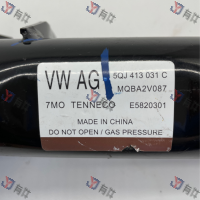 VW AG 5QJ 413 031 C
MQBA2V087
7MO TENNECO E5820301
MADE IN CHINA
DO NOT OPEN / GAS PRESSURE